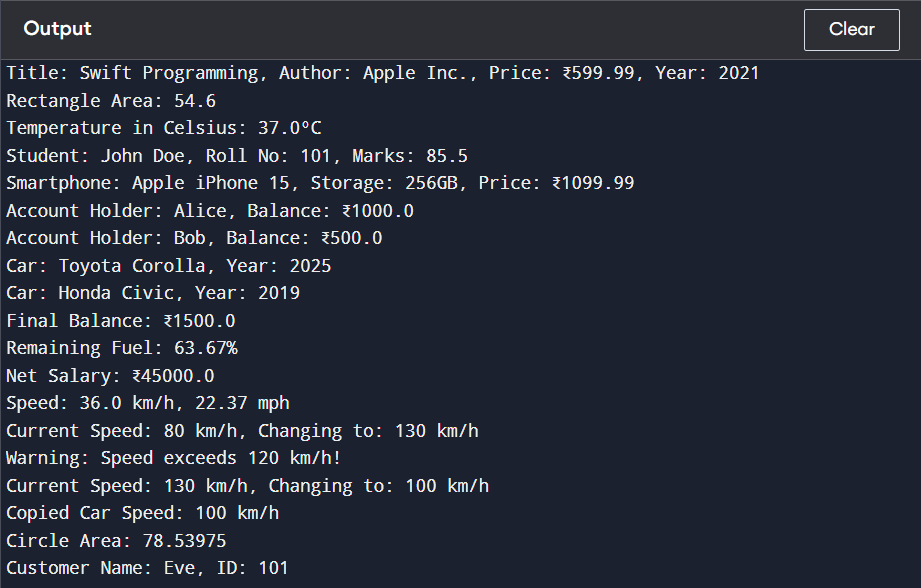 Output
Clear
Title: Swift Programming, Author: Apple Inc., Price: ₹599.99, Year: 2021
Rectangle Area: 54.6
Temperature in Celsius: 37.0°C
Student: John Doe, Roll No: 101, Marks: 85.5
Smartphone: Apple iPhone 15, Storage: 256GB, Price: ₹1099.99
Account Holder: Alice, Balance: ₹1000.0
Account Holder: Bob, Balance: ₹500.0
Car: Toyota Corolla, Year: 2025
Car: Honda Civic, Year: 2019
Final Balance: ₹1500.0
Remaining Fuel: 63.67%
Net Salary: ₹45000.0
Speed: 36.0 km/h, 22.37 mph
Current Speed: 80 km/h, Changing to: 130 km/h
Warning: Speed exceeds 120 km/h!
Current Speed: 130 km/h, Changing to: 100 km/h
Copied Car Speed: 100 km/h
Circle Area: 78.53975
Customer Name: Eve, ID: 101